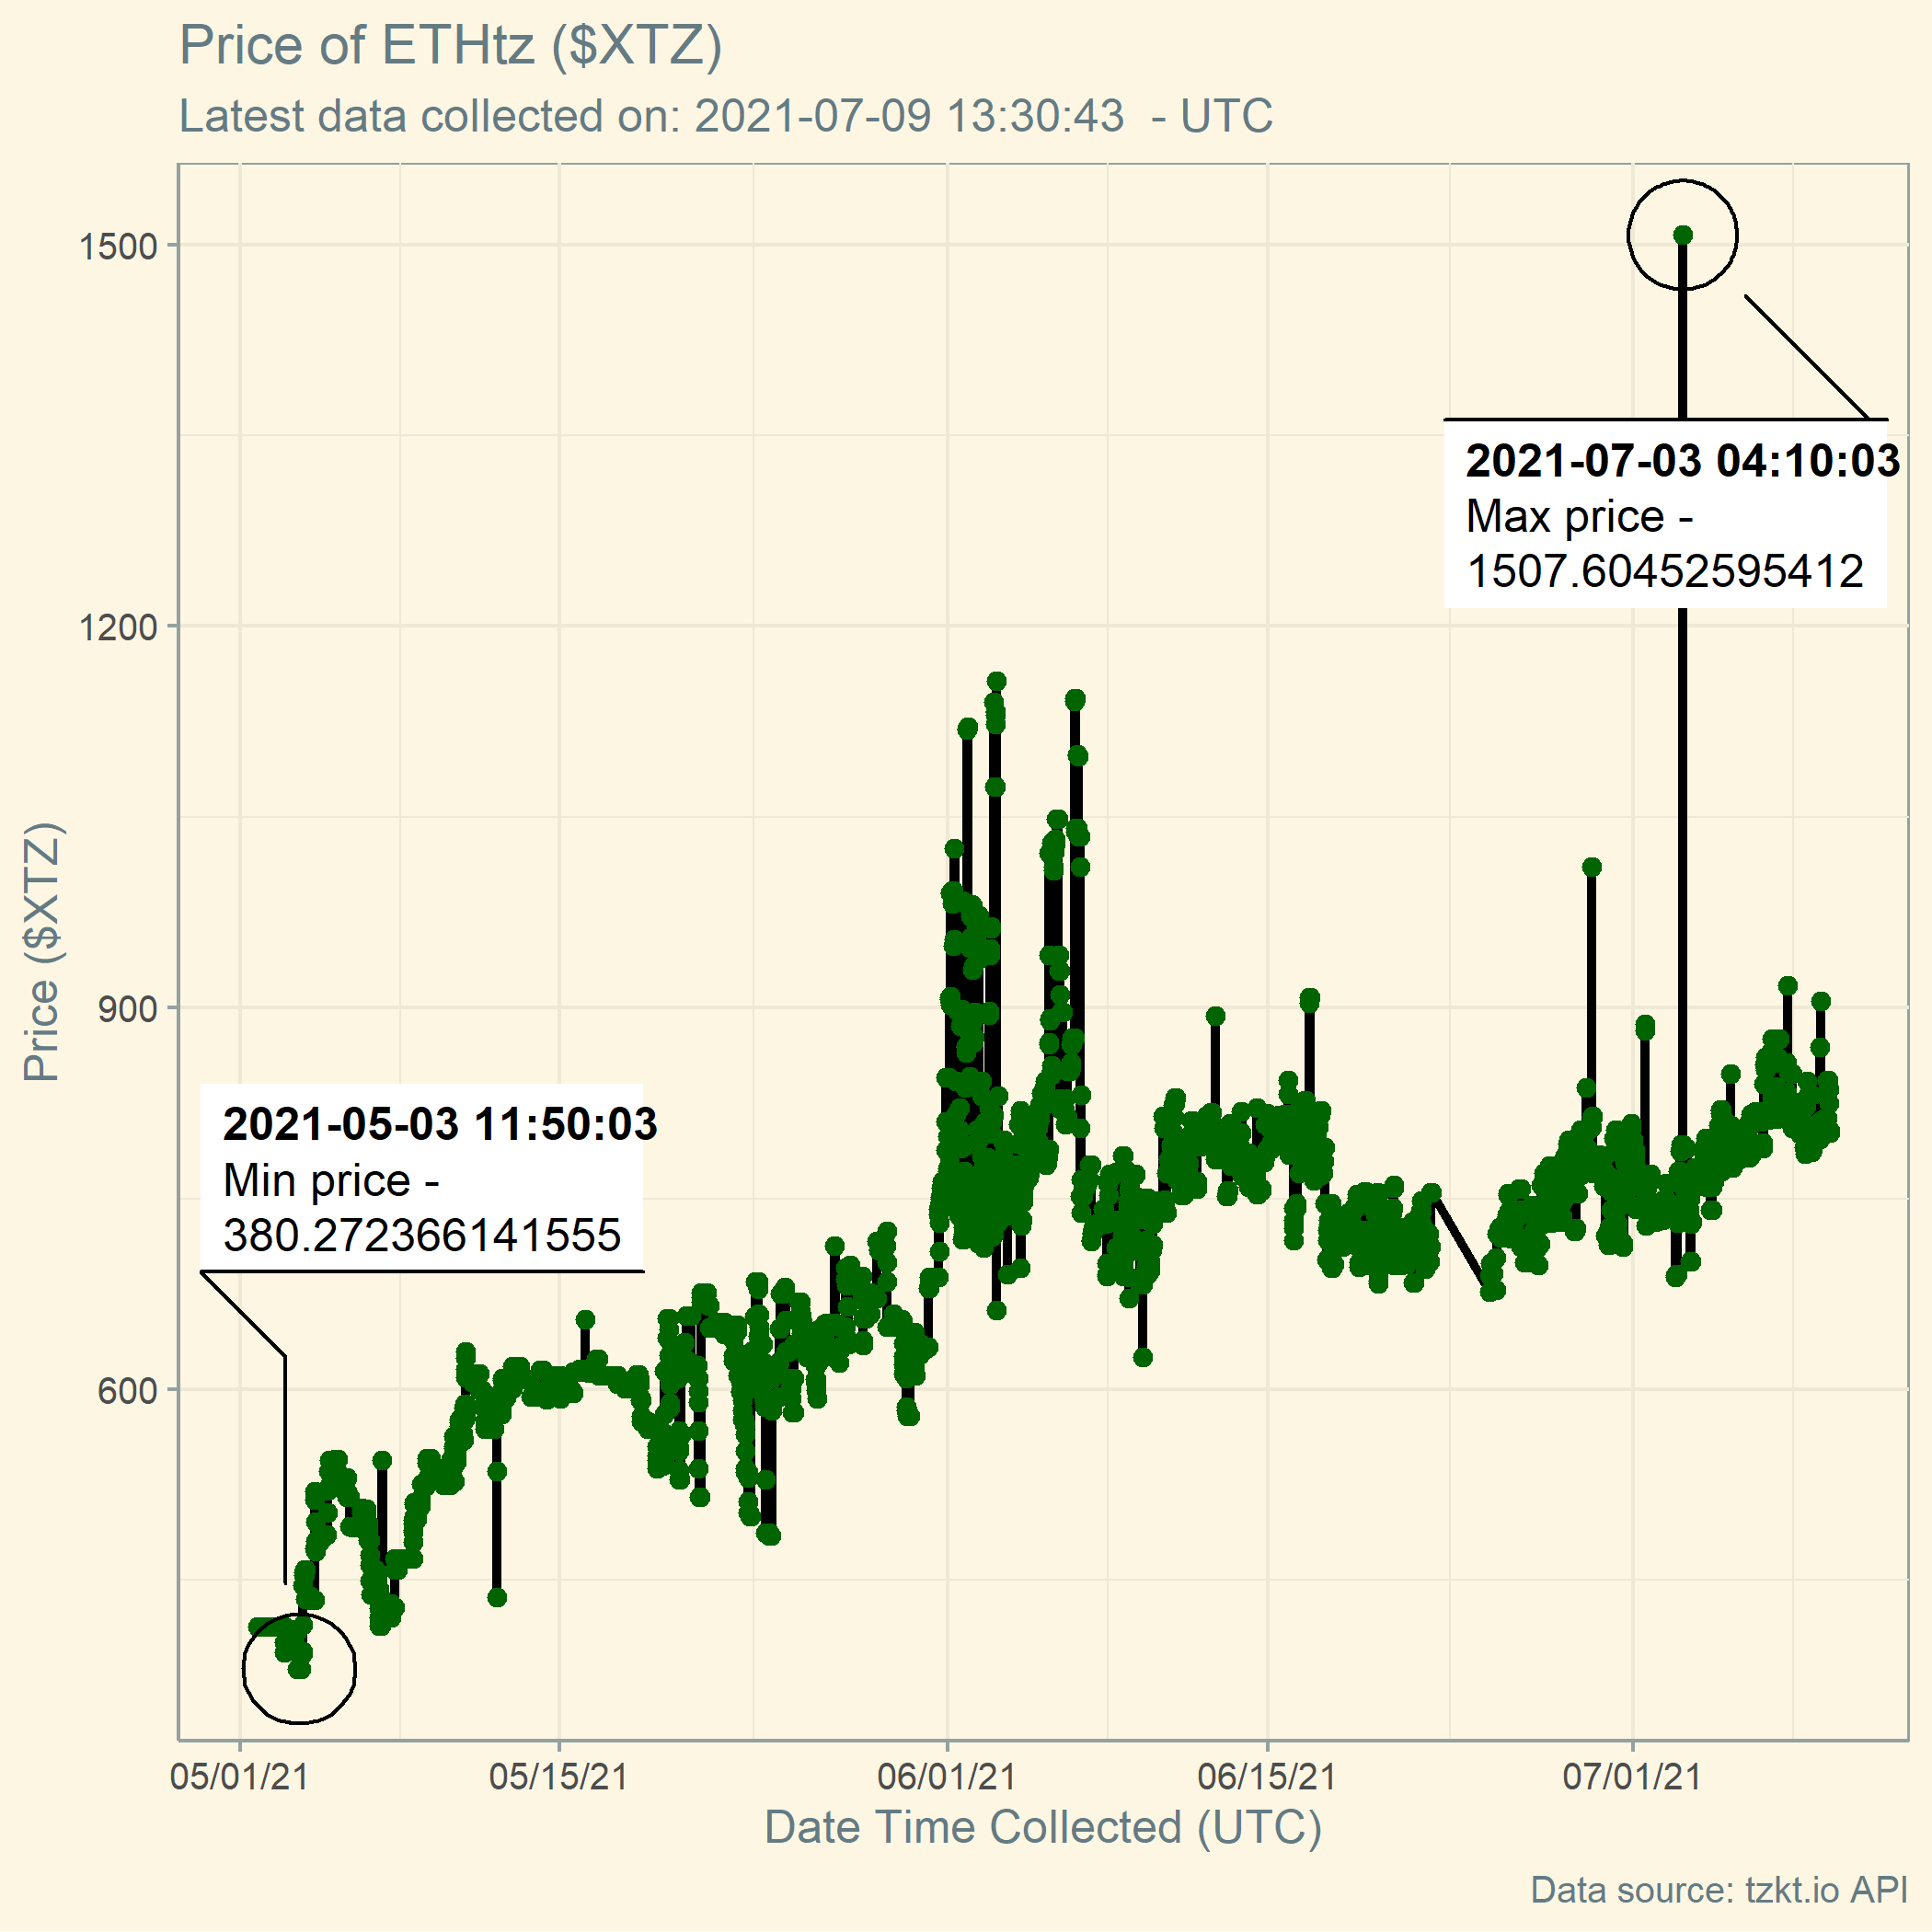 Price of ETHtz ($XTZ)
Latest data collected on: 2021-07-09 13:30:43  - UTC
1500
1200
900
600
Price ($XTZ)
2021-07-03 04:10:03
Max price -
1507.60452595412
2021-05-03 11:50:03
Min price -
380.272366141555
05/01/21
05/15/21
06/01/21
06/15/21
07/01/21
Date Time Collected (UTC)
Data source: tzkt.io API